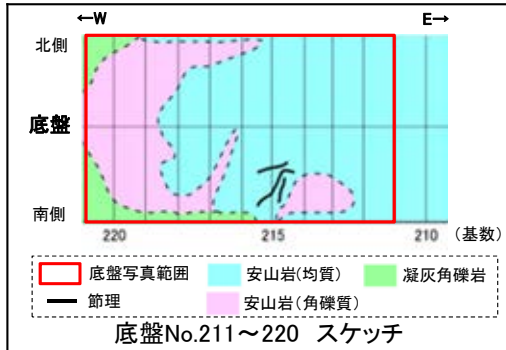 ←W E→
北側
底盤
南側
220 215 210 (基数)
底盤写真範囲 安山岩(均質) 凝灰角礫岩
節理 安山岩(角礫質)
底盤No.211～220 スケッチ